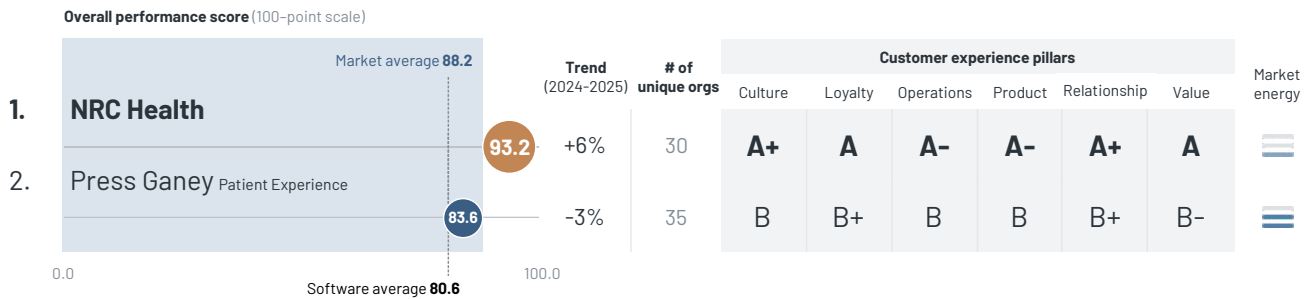 Overall performance score (100-point scale)
Market average 88.2
Trend
(2024-2025)
# of
unique orgs
Customer experience pillars
Culture Loyalty Operations Product Relationship Value
Market
energy
1. NRC Health
93.2 +6% 30 A+ A A- A- A+ A
2. Press Ganey Patient Experience
83.6 -3% 35 B B+ B B B+ B-
0.0 100.0
Software average 80.6